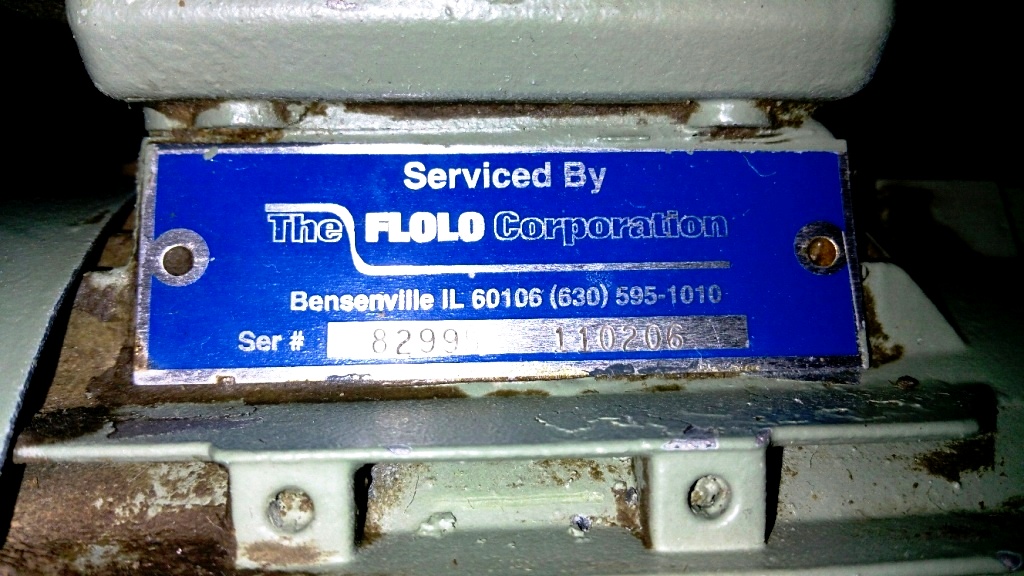 Serviced By
The FLOLO Corporation
Bensenville IL 60106 (630) 595-1010
Ser # 8299 110206